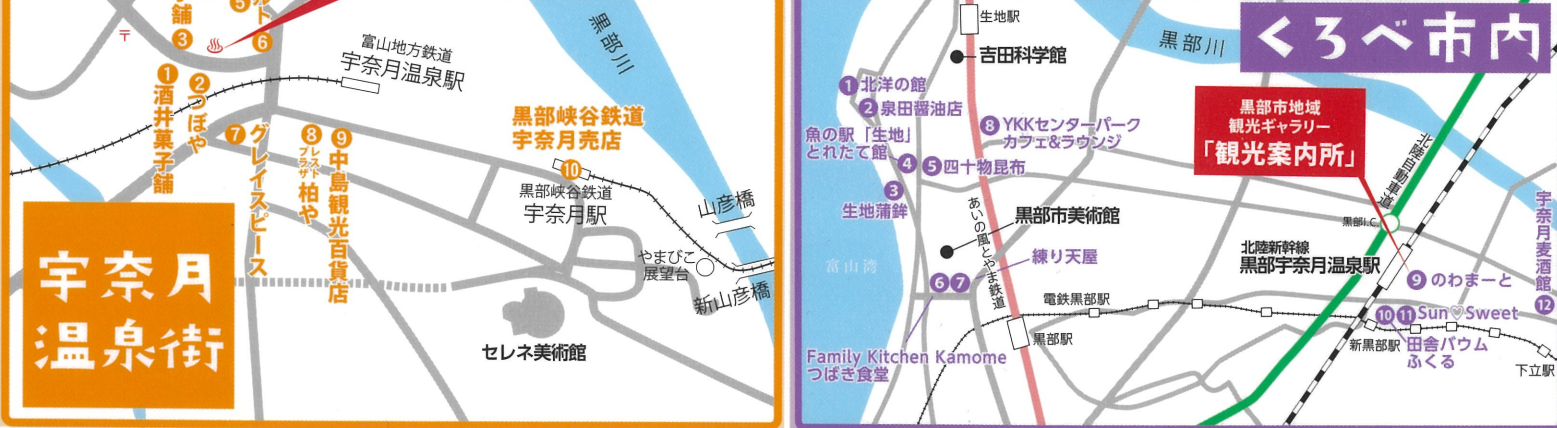 舗
3
5
ルト
6
〒
富山地方鉄道
宇奈月温泉駅
黒部川
1 酒井菓子舗
2 つぼや
7 グレイスピース
8 レストプラザ 柏や
9 中島観光百貨店
黒部峡谷鉄道
宇奈月売店
10
黒部峡谷鉄道
宇奈月駅
山彦橋
やまびこ
展望台
新山彦橋
セレネ美術館
宇奈月
温泉街
くろべ市内
生地駅
吉田科学館
黒部川
1 北洋の館
2 泉田醤油店
魚の駅「生地」
とれたて館
4
5 四十物昆布
3
生地蒲鉾
8 YKKセンターパーク
カフェ&ラウンジ
黒部市地域
観光ギャラリー
「観光案内所」
北陸自動車道
黒部I.C.
黒部市美術館
あいの風とやま鉄道
富山湾
6 7 練り天屋
北陸新幹線
黒部宇奈月温泉駅
9 のわまーと
宇奈月麦酒館
12
電鉄黒部駅
黒部駅
10 11 Sun♡Sweet
新黒部駅
田舎バウム
ふくる
下立駅
Family Kitchen Kamome
つばき食堂